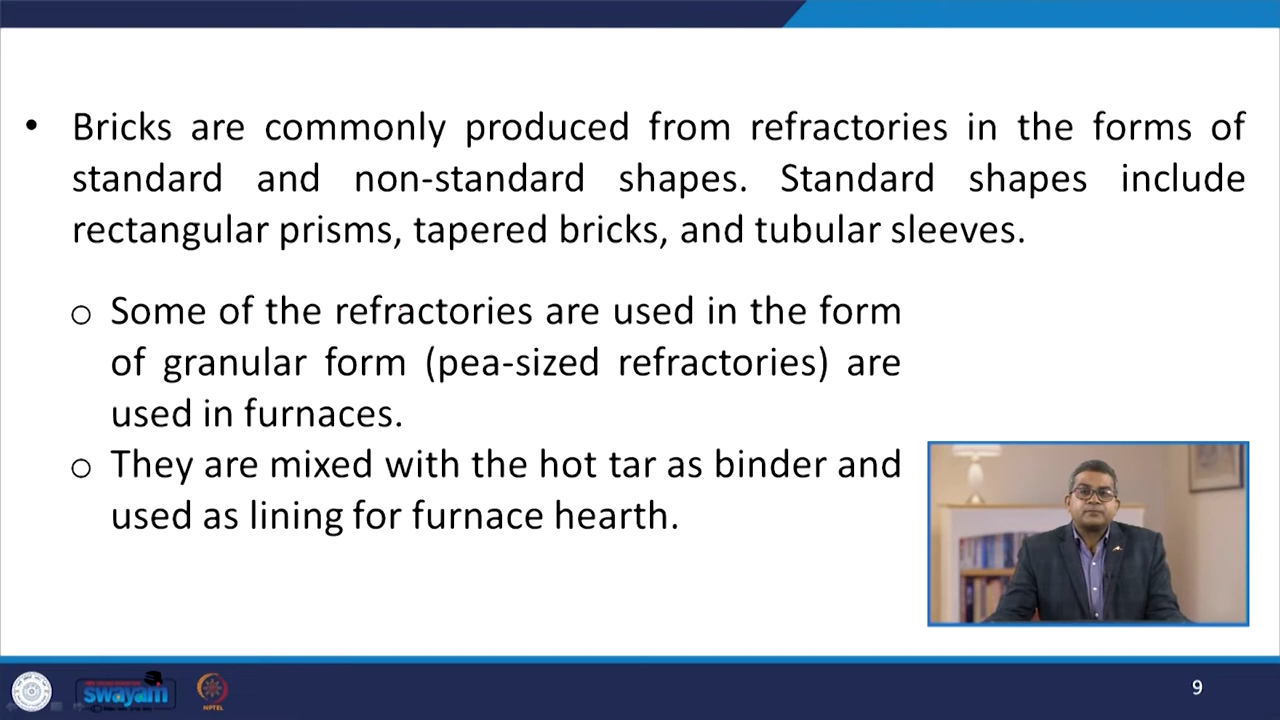 • Bricks are commonly produced from refractories in the forms of
standard and non-standard shapes. Standard shapes include
rectangular prisms, tapered bricks, and tubular sleeves.
o Some of the refractories are used in the form
of granular form (pea-sized refractories) are
used in furnaces.
o They are mixed with the hot tar as binder and
used as lining for furnace hearth.
swayam
NPTEL
9